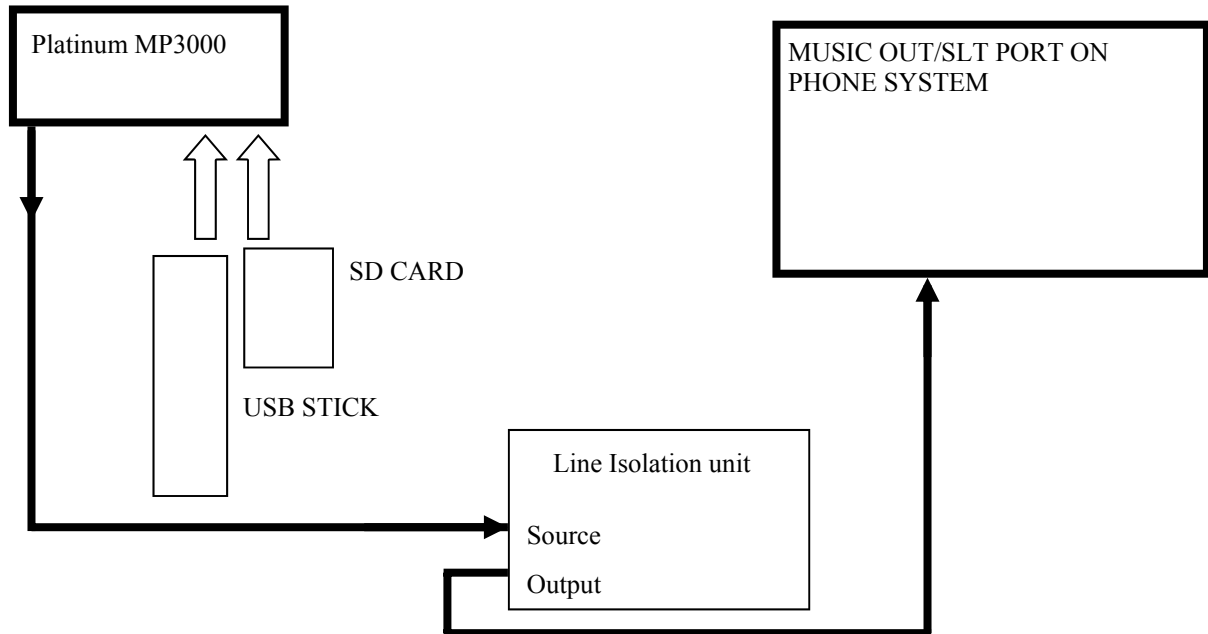 Platinum MP3000
MUSIC OUT/SLT PORT ON
PHONE SYSTEM
SD CARD
USB STICK
Line Isolation unit
Source
Output